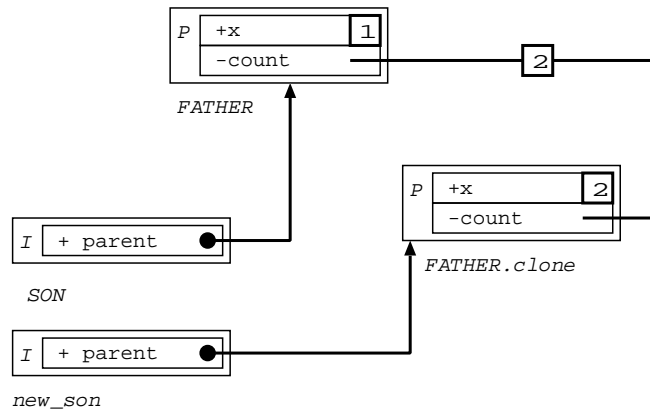 P +x 1
-count 2
FATHER
P +x 2
-count
FATHER.clone
I + parent
SON
I + parent
new_son